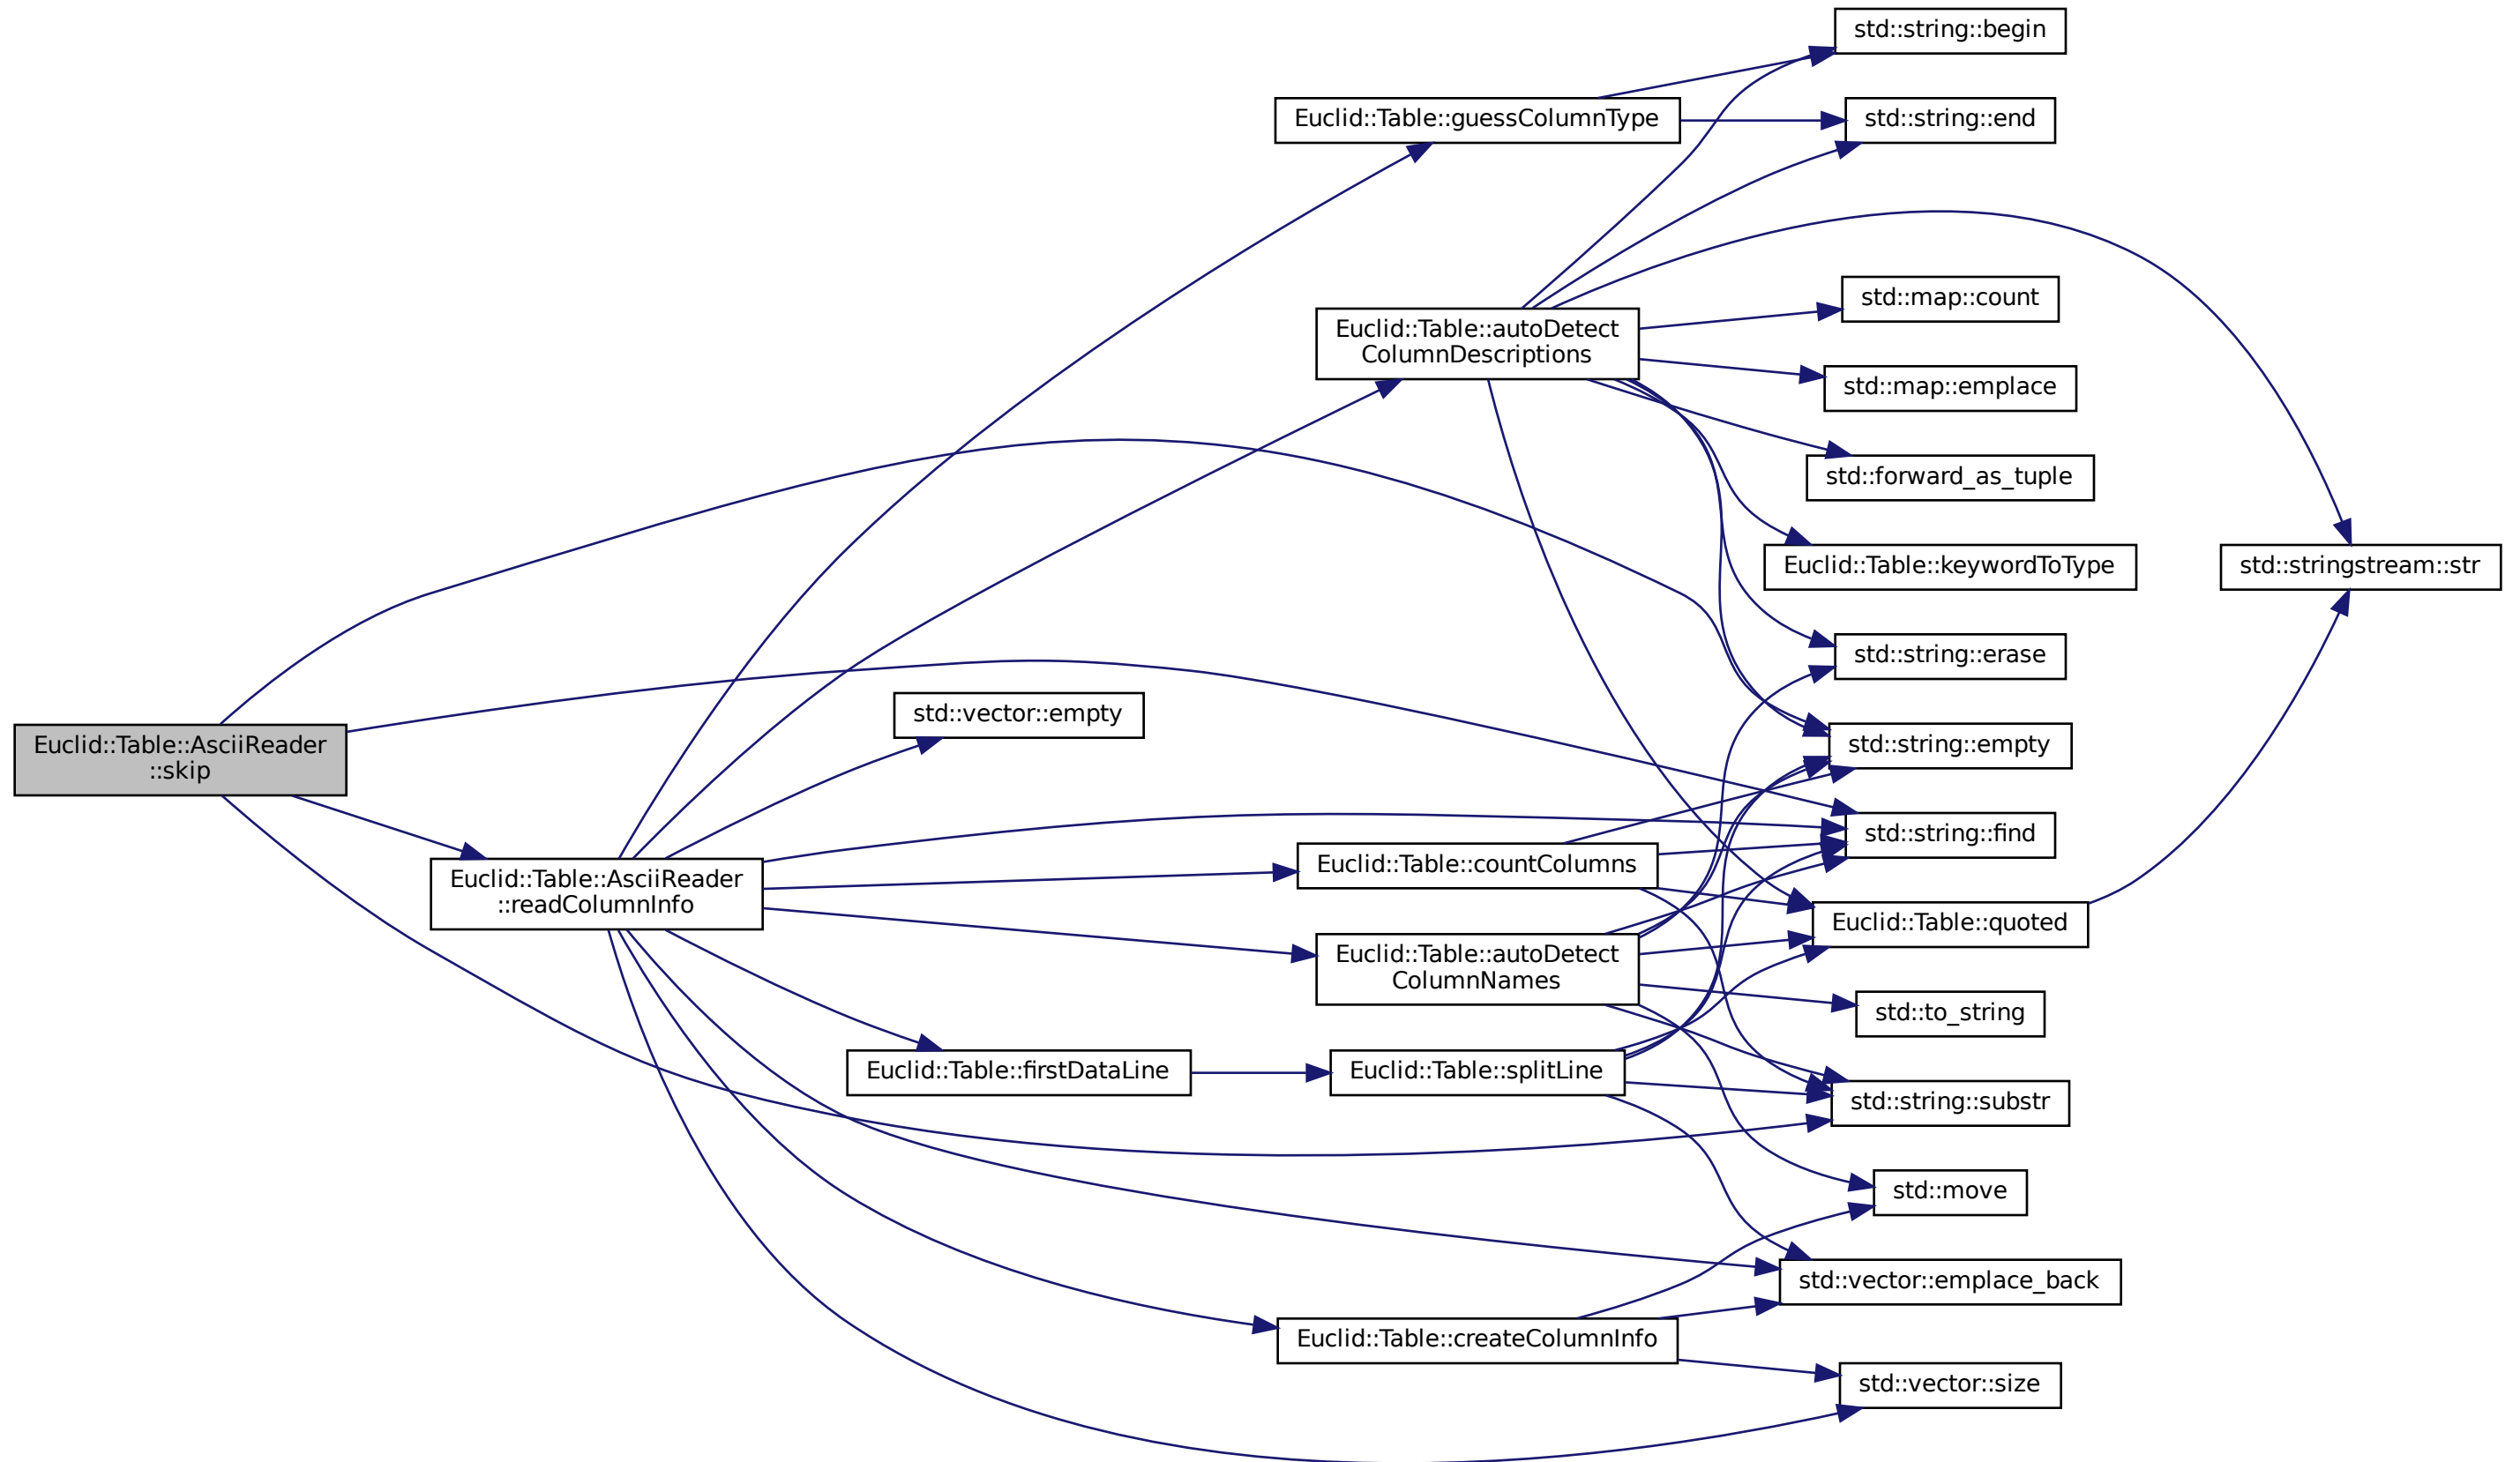 std::string::begin
Euclid::Table::guessColumnType
std::string::end
std::map::count
Euclid::Table::autoDetect
ColumnDescriptions
std::map::emplace
std::forward_as_tuple
Euclid::Table::keywordToType
std::stringstream::str
std::string::erase
std::vector::empty
Euclid::Table::AsciiReader
::skip
std::string::empty
std::string::find
Euclid::Table::countColumns
Euclid::Table::AsciiReader
::readColumnInfo
Euclid::Table::quoted
Euclid::Table::autoDetect
ColumnNames
std::to_string
Euclid::Table::firstDataLine
Euclid::Table::splitLine
std::string::substr
std::move
std::vector::emplace_back
Euclid::Table::createColumnInfo
std::vector::size